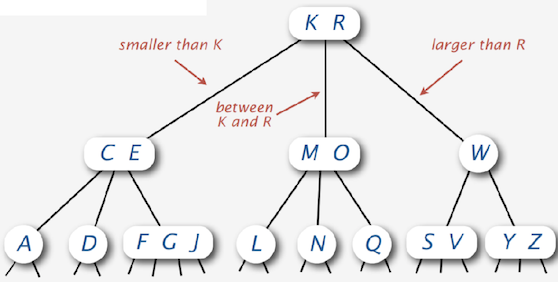 K R
smaller than K
larger than R
between
K and R
C E
M O
W
A
D
F G J
L
N
Q
S V
Y Z